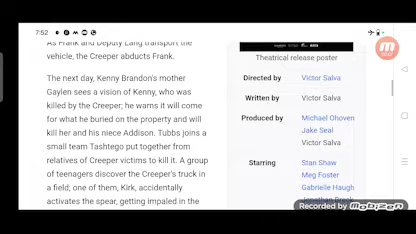 7:52
As Frank and Deputy Lang transport the
vehicle, the Creeper abducts Frank.
The next day, Kenny Brandon's mother
Gaylen sees a vision of Kenny, who was
killed by the Creeper; he warns it will come
for what he buried on the property and will
kill her and his niece Addison. Tubbs joins a
small team Tashtego put together from
relatives of Creeper victims to kill it. A group
of teenagers discover the Creeper's truck in
a field; one of them, Kirk, accidentally
activates the spear, getting impaled in the
Theatrical release poster
Directed by Victor Salva
Written by Victor Salva
Produced by Michael Ohoven
Jake Seal
Victor Salva
Starring Stan Shaw
Meg Foster
Gabrielle Haugh
Jonathan Breck
Recorded by Mobizen